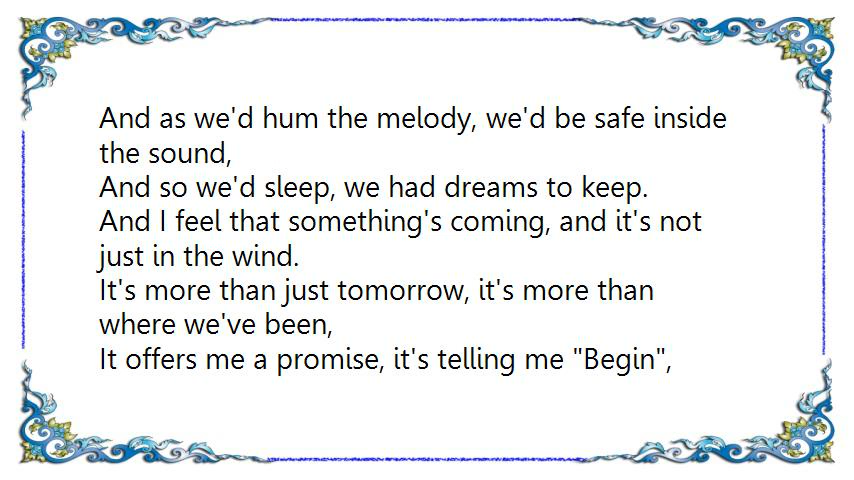 And as we'd hum the melody, we'd be safe inside
the sound,
And so we'd sleep, we had dreams to keep.
And I feel that something's coming, and it's not
just in the wind.
It's more than just tomorrow, it's more than
where we've been,
It offers me a promise, it's telling me "Begin",